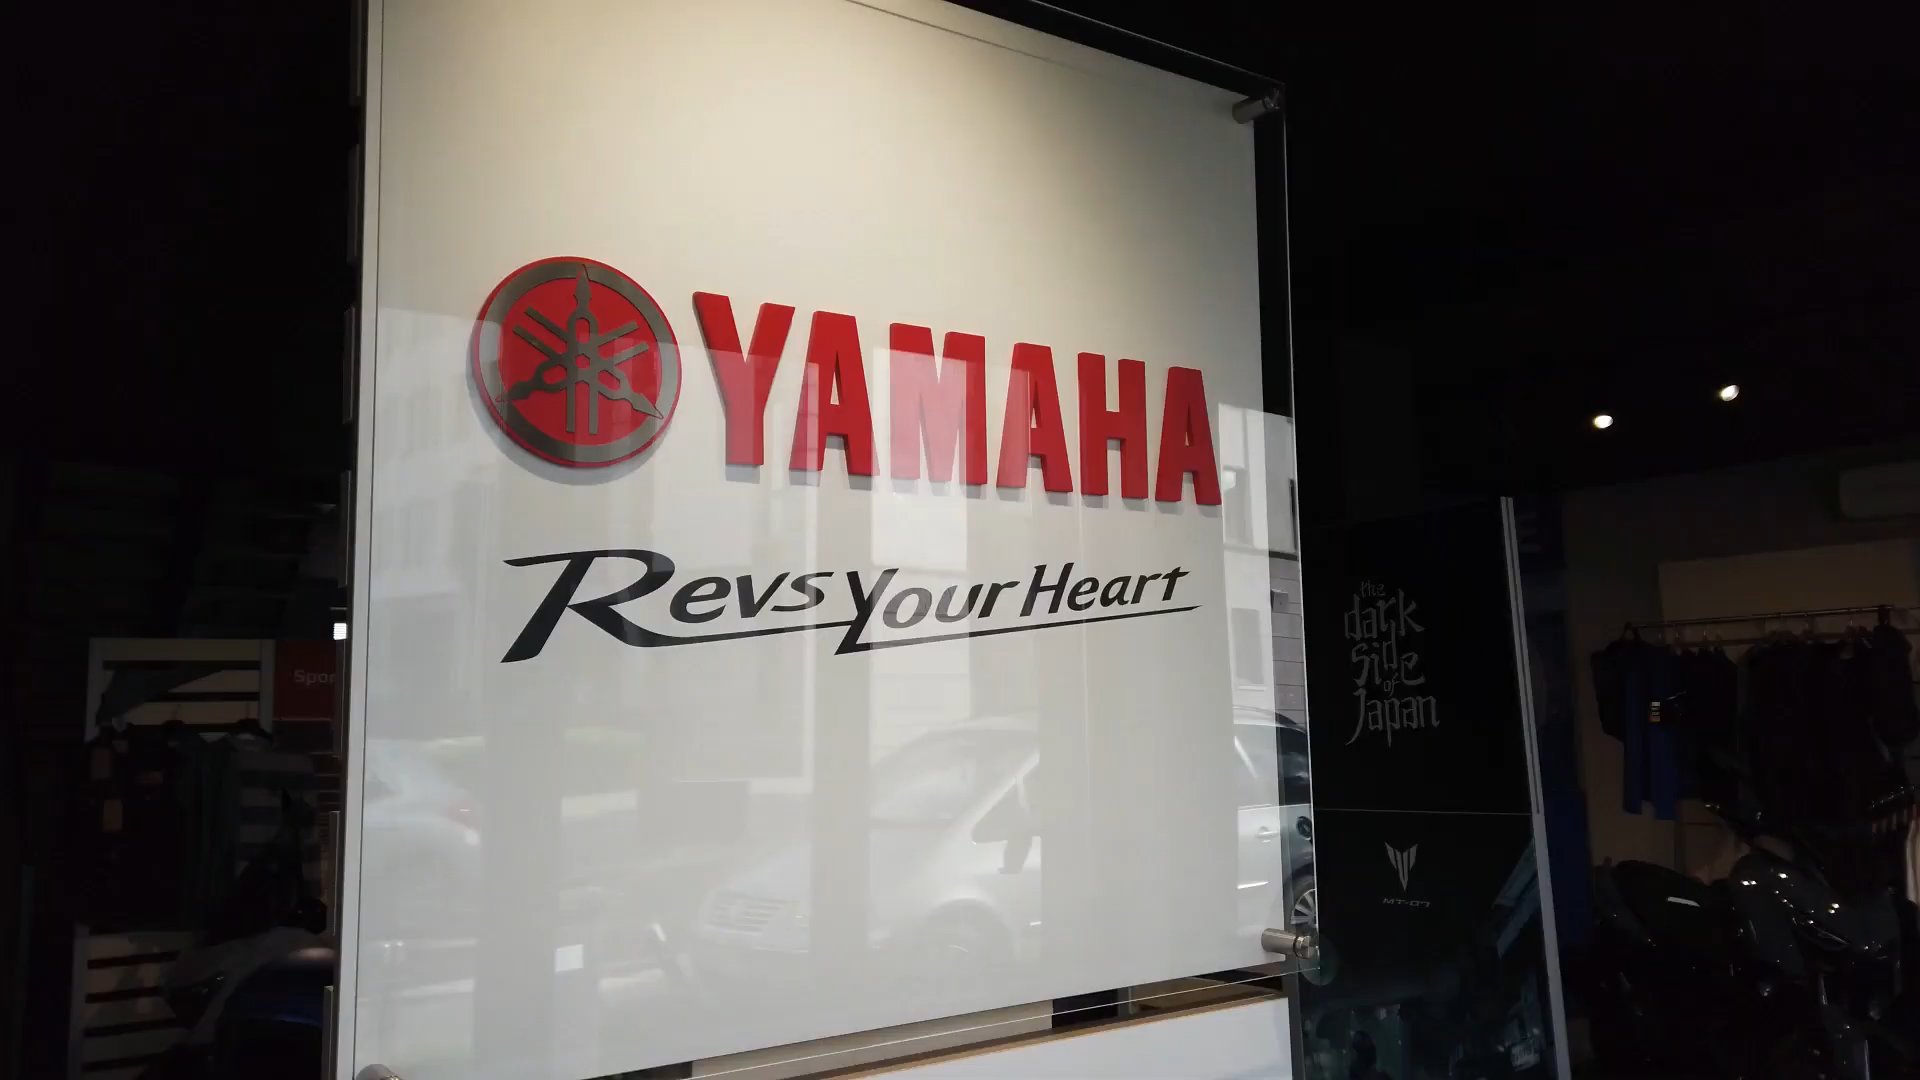 YAMAHA
Revs Your Heart
the
dark
side
of
Japan
MT-07